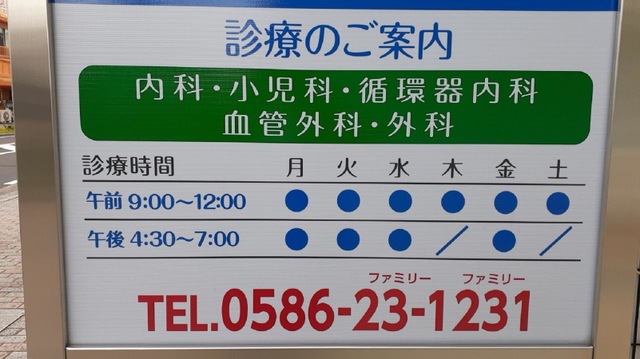 診療のご案内
内科・小児科・循環器内科
血管外科・外科
診療時間 月 火 水 木 金 土
午前 9:00〜12:00 ● ● ● ● ● ●
午後 4:30〜7:00 ● ● ● ／ ● ／
ファミリー ファミリー
TEL.0586-23-1231